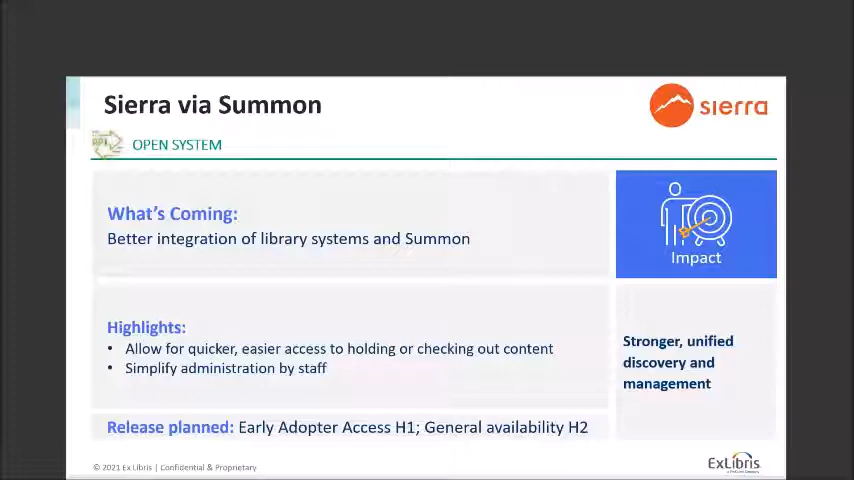 Sierra via Summon
sierra
OPEN SYSTEM
What's Coming:
Better integration of library systems and Summon
Impact
Highlights:
• Allow for quicker, easier access to holding or checking out content
• Simplify administration by staff
Stronger, unified
discovery and
management
Release planned: Early Adopter Access H1; General availability H2
© 2021 Ex Libris | Confidential & Proprietary
ExLibris